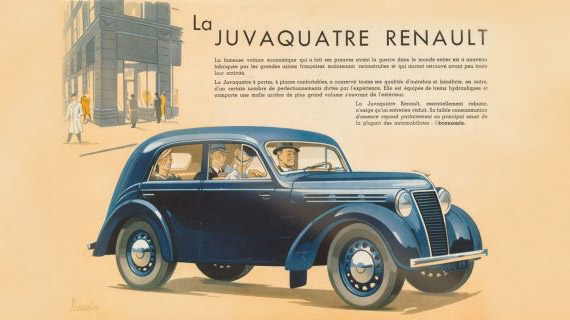 La JUVAQUATRE RENAULT
La fameuse voiture économique qui a fait ses preuves avant la guerre dans le monde entier est à nouveau
fabriquée par les grandes usines françaises maintenant reconstruites et qui auront retrouvé avant peu toute
leur activité.
La Juvaquatre 4 portes, 4 places confortables, a conservé toutes ses qualités d'autrefois et bénéficie, en outre,
d'un certain nombre de perfectionnements dictés par l'expérience. Elle est équipée de freins hydrauliques et
comporte une malle arrière de plus grand volume s'ouvrant de l'extérieur.
La Juvaquatre Renault, essentiellement robuste,
n'exige qu'un entretien réduit. Sa faible consommation
d'essence répond parfaitement au principal souci de
la plupart des automobilistes : l'économie.